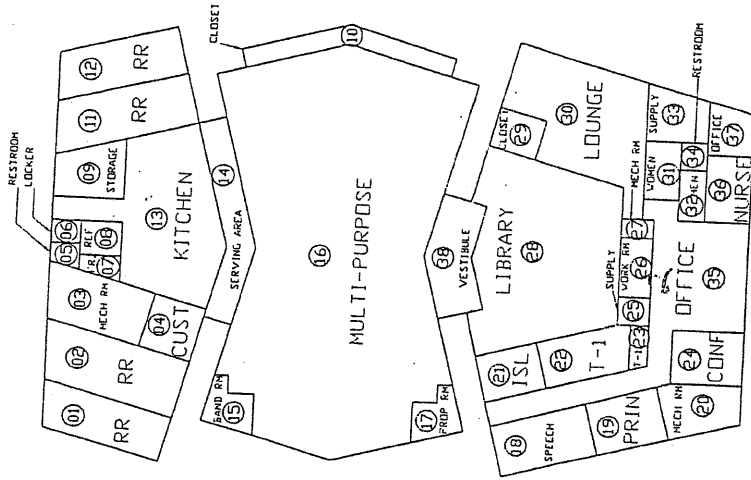 RESTROOM
LOCKER
CLOSET
12
RR
11
RR
09
STORAGE
05
06
REF
08
FR.
07
13
KITCHEN
03
MECH RM
04
CUST
02
RR
01
RR
14
SERVING AREA
10
16
MULTI-PURPOSE
BAND RM
15
17
PROP RM
38
VESTIBULE
CLOSET
29
30
LOUNGE
LIBRARY
28
SUPPLY
MECH RM
RESTROOM
SUPPLY
33
WOMEN
31
34
MEN
32
OFFICE
37
36
NURSE
27
WORK RM
26
25
T-1
23
OFFICE
35
21
ISL
22
T-1
24
CONF
18
SPEECH
19
PRIN
MECH RM
20